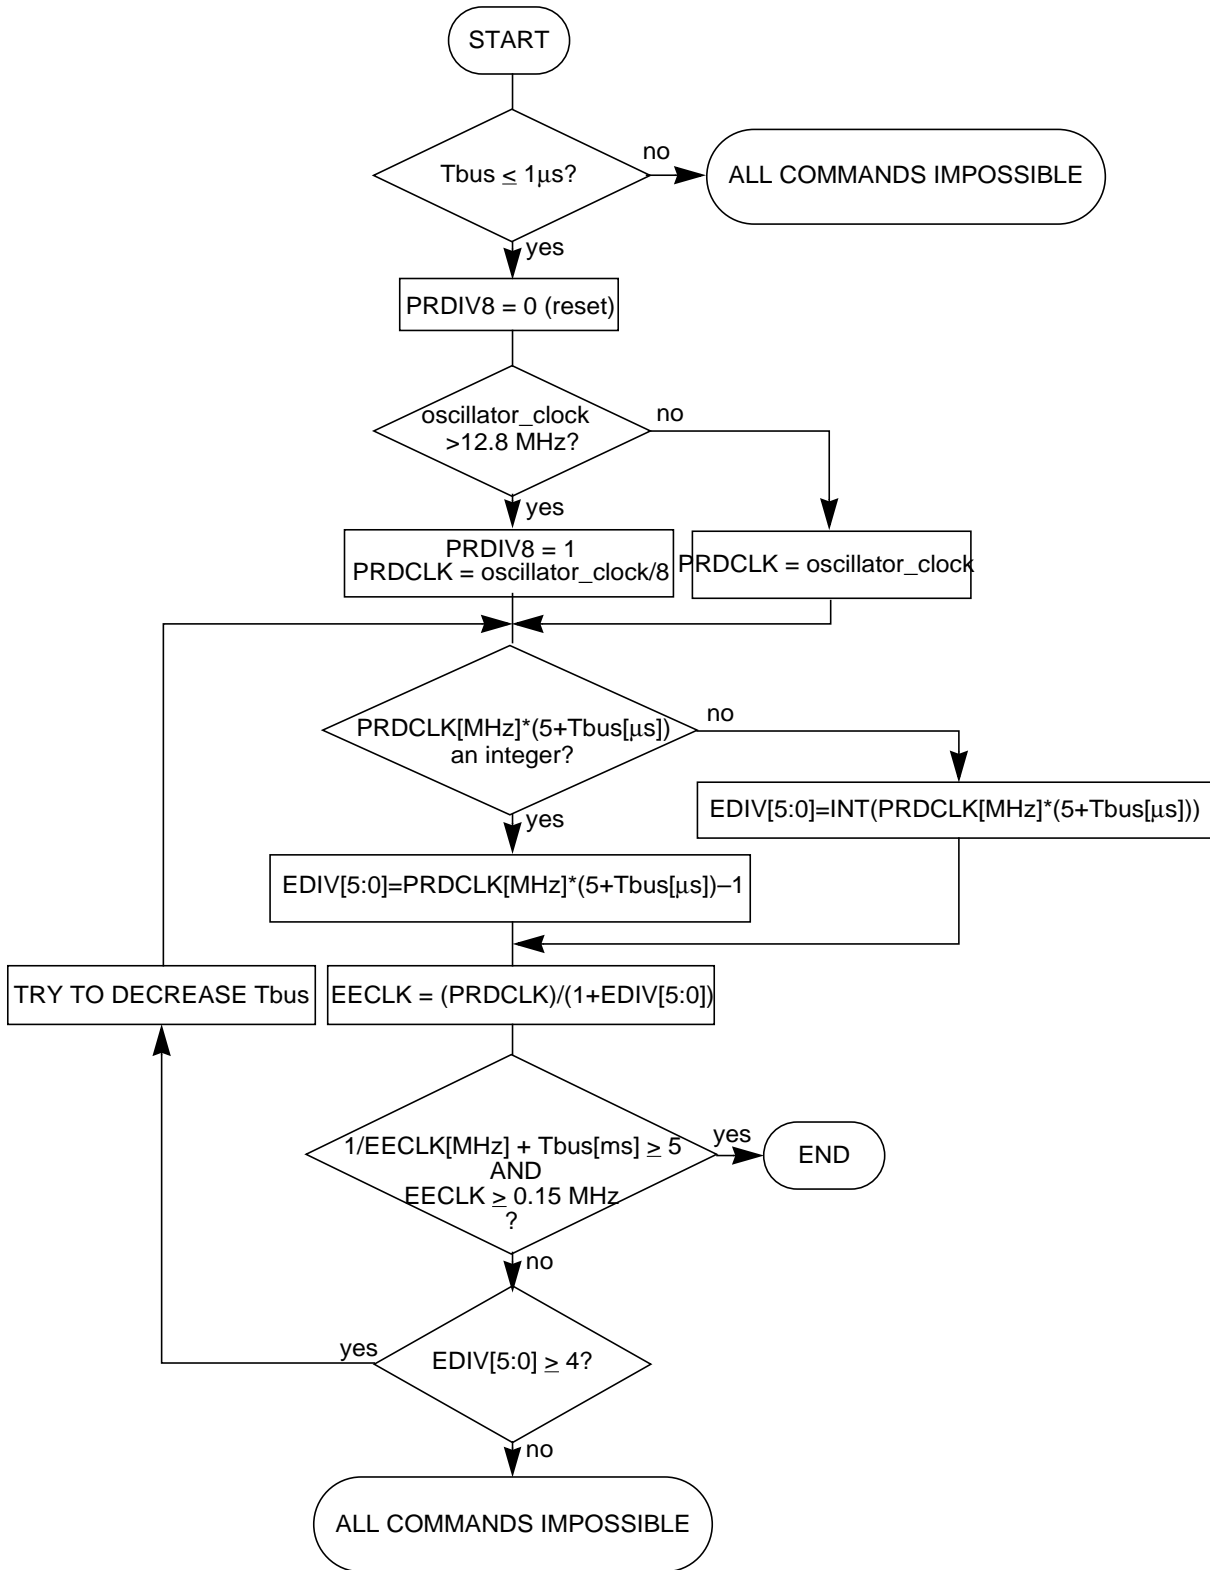 START
Tbus ≤ 1μs?
no
ALL COMMANDS IMPOSSIBLE
yes
PRDIV8 = 0 (reset)
oscillator_clock
>12.8 MHz?
no
yes
PRDIV8 = 1
PRDCLK = oscillator_clock/8
PRDCLK = oscillator_clock
PRDCLK[MHz]*(5+Tbus[μs])
an integer?
no
yes
EDIV[5:0]=INT(PRDCLK[MHz]*(5+Tbus[μs]))
EDIV[5:0]=PRDCLK[MHz]*(5+Tbus[μs])–1
TRY TO DECREASE Tbus
EECLK = (PRDCLK)/(1+EDIV[5:0])
1/EECLK[MHz] + Tbus[ms] ≥ 5
AND
EECLK ≥ 0.15 MHz
?
yes
END
no
EDIV[5:0] ≥ 4?
yes
no
ALL COMMANDS IMPOSSIBLE